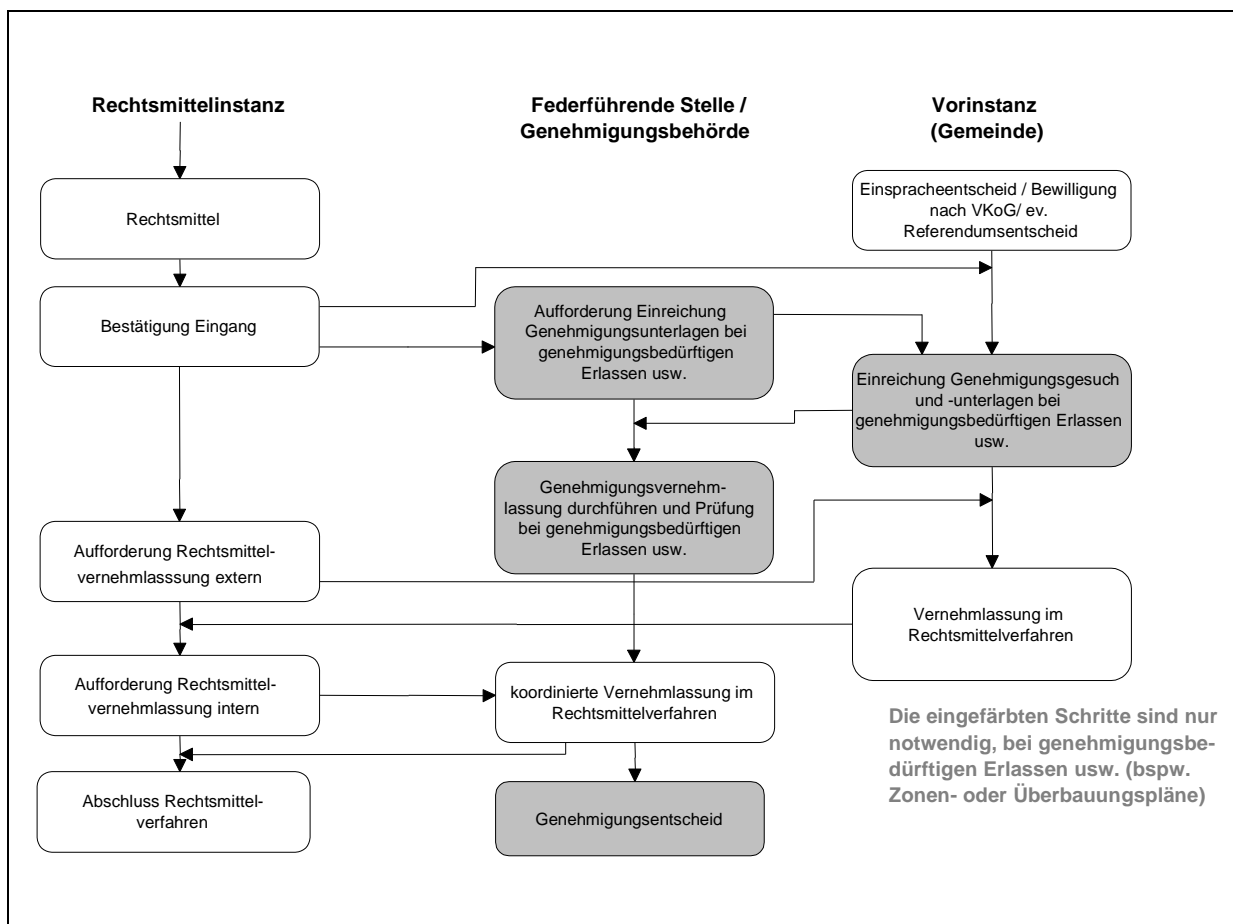 Rechtsmittelinstanz
Federführende Stelle /
Genehmigungsbehörde
Vorinstanz
(Gemeinde)
Rechtsmittel
Einspracheentscheid / Bewilligung
nach VKoG/ ev.
Referendumsentscheid
Bestätigung Eingang
Aufforderung Einreichung
Genehmigungsunterlagen bei
genehmigungsbedürftigen
Erlassen usw.
Einreichung Genehmigungsgesuch
und -unterlagen bei
genehmigungsbedürftigen Erlassen
usw.
Genehmigungsvernehm-
lassung durchführen und Prüfung
bei genehmigungsbedürftigen
Erlassen usw.
Aufforderung Rechtsmittel-
vernehmlasssung extern
Vernehmlassung im
Rechtsmittelverfahren
Aufforderung Rechtsmittel-
vernehmlassung intern
koordinierte Vernehmlassung im
Rechtsmittelverfahren
Die eingefärbten Schritte sind nur
notwendig, bei genehmigungsbe-
dürftigen Erlassen usw. (bspw.
Zonen- oder Überbauungspläne)
Abschluss Rechtsmittel-
verfahren
Genehmigungsentscheid